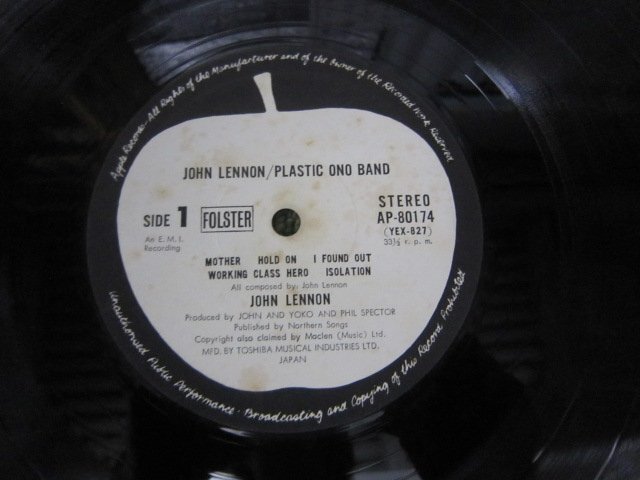 Apple Records · All Rights of the Manufacturer and of the Owner of the Recorded Work Reserved
JOHN LENNON/PLASTIC ONO BAND
SIDE 1 FOLSTER
STEREO
AP-80174
(YEX-827)
33⅓ r. p. m.
An E. M. I.
Recording
MOTHER HOLD ON I FOUND OUT
WORKING CLASS HERO ISOLATION
All composed by John Lennon
JOHN LENNON
Produced by JOHN AND YOKO AND PHIL SPECTOR
Published by Northern Songs
Copyright also claimed by Maclen (Music) Ltd.
MFD. BY TOSHIBA MUSICAL INDUSTRIES LTD.
JAPAN
Unauthorised Public Performance · Broadcasting and Copying of this Record Prohibited